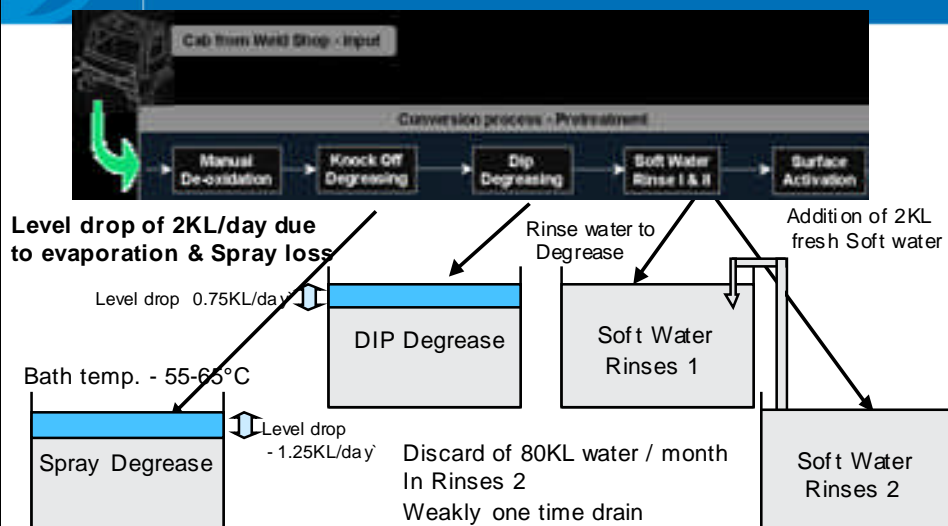 Cab from Weld Shop - Input
Conversion process - Pretreatment
Manual
De-oxidation
Knock Off
Degreasing
Dip
Degreasing
Soft Water
Rinse I & II
Surface
Activation
Level drop of 2KL/day due
to evaporation & Spray loss
Rinse water to
Degrease
Addition of 2KL
fresh Soft water
Level drop 0.75KL/day`
DIP Degrease
Soft Water
Rinses 1
Bath temp. - 55-65°C
Level drop
- 1.25KL/day`
Spray Degrease
Discard of 80KL water / month
In Rinses 2
Weakly one time drain
Soft Water
Rinses 2